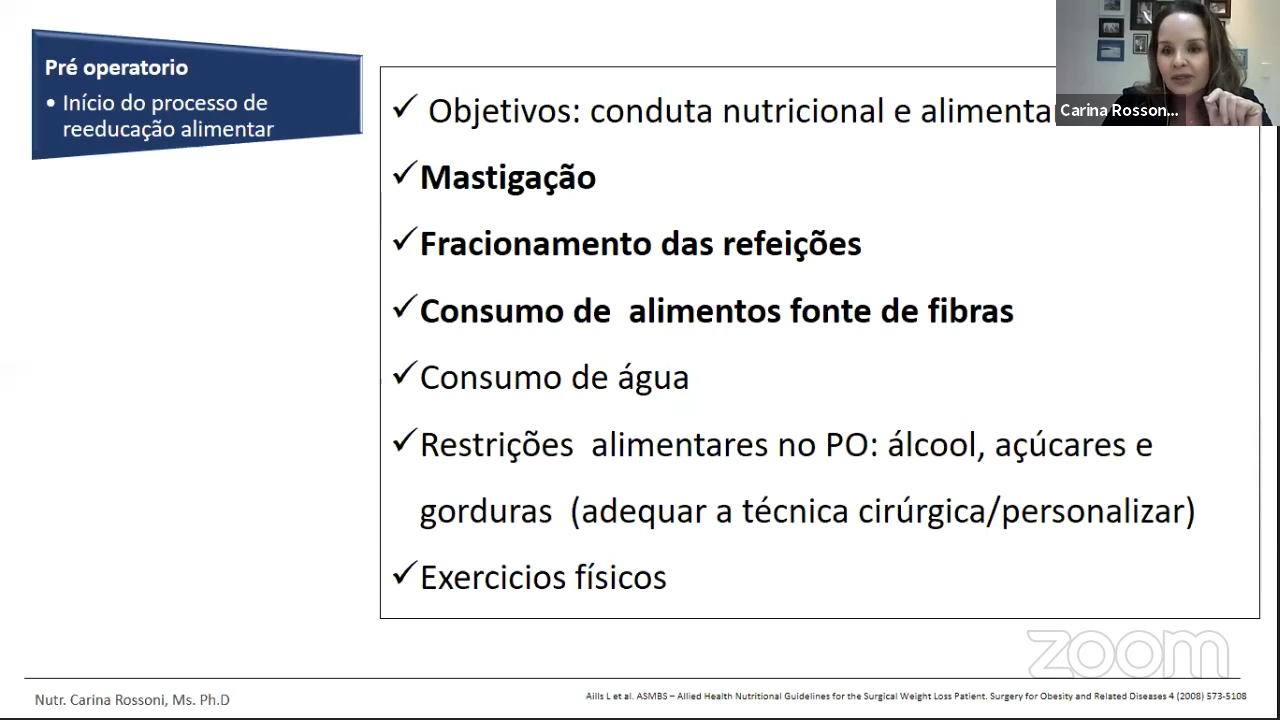 Pré operatorio
• Início do processo de
reeducação alimentar
✓ Objetivos: conduta nutricional e
✓ Mastigação
✓ Fracionamento das refeições
✓ Consumo de alimentos fonte de fibras
✓ Consumo de água
✓ Restrições alimentares no PO: álcool, açúcares e
gorduras (adequar a técnica cirúrgica/personalizar)
✓ Exercicios físicos
Carina Rosson...
zoom
Nutr. Carina Rossoni, Ms. Ph.D
Aills L et al. ASMBS – Allied Health Nutritional Guidelines for the Surgical Weight Loss Patient. Surgery for Obesity and Related Diseases 4 (2008) 573-5108